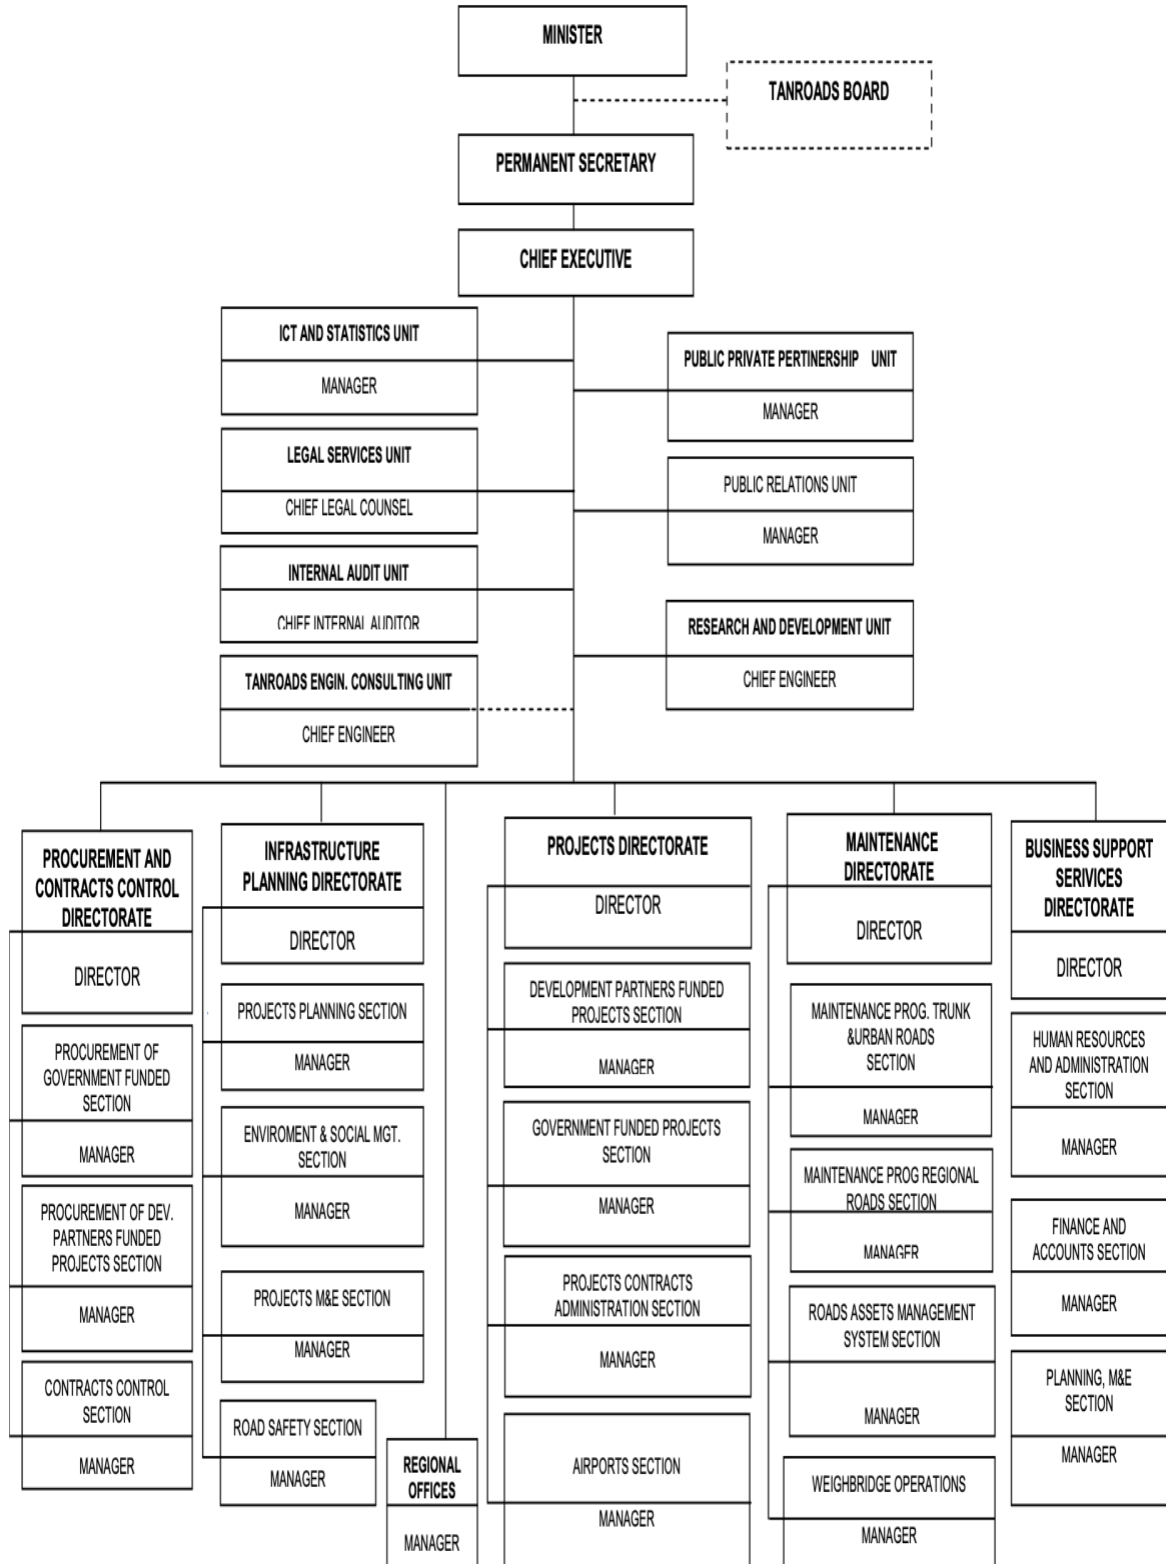 MINISTER
TANROADS BOARD
PERMANENT SECRETARY
CHIEF EXECUTIVE
ICT AND STATISTICS UNIT
MANAGER
PUBLIC PRIVATE PERTINERSHIP UNIT
MANAGER
LEGAL SERVICES UNIT
CHIEF LEGAL COUNSEL
PUBLIC RELATIONS UNIT
MANAGER
INTERNAL AUDIT UNIT
CHIEF INTERNAL AUDITOR
RESEARCH AND DEVELOPMENT UNIT
CHIEF ENGINEER
TANROADS ENGIN. CONSULTING UNIT
CHIEF ENGINEER
PROCUREMENT AND
CONTRACTS CONTROL
DIRECTORATE
DIRECTOR
PROCUREMENT OF
GOVERNMENT FUNDED
SECTION
MANAGER
PROCUREMENT OF DEV.
PARTNERS FUNDED
PROJECTS SECTION
MANAGER
CONTRACTS CONTROL
SECTION
MANAGER
INFRASTRUCTURE
PLANNING DIRECTORATE
DIRECTOR
PROJECTS PLANNING SECTION
MANAGER
ENVIROMENT & SOCIAL MGT.
SECTION
MANAGER
PROJECTS M&E SECTION
MANAGER
ROAD SAFETY SECTION
MANAGER
REGIONAL
OFFICES
MANAGER
PROJECTS DIRECTORATE
DIRECTOR
DEVELOPMENT PARTNERS FUNDED
PROJECTS SECTION
MANAGER
GOVERNMENT FUNDED PROJECTS
SECTION
MANAGER
PROJECTS CONTRACTS
ADMINISTRATION SECTION
MANAGER
AIRPORTS SECTION
MANAGER
MAINTENANCE
DIRECTORATE
DIRECTOR
MAINTENANCE PROG. TRUNK
&URBAN ROADS
SECTION
MANAGER
MAINTENANCE PROG REGIONAL
ROADS SECTION
MANAGER
ROADS ASSETS MANAGEMENT
SYSTEM SECTION
MANAGER
WEIGHBRIDGE OPERATIONS
MANAGER
BUSINESS SUPPORT
SERIVICES
DIRECTORATE
DIRECTOR
HUMAN RESOURCES
AND ADMINISTRATION
SECTION
MANAGER
FINANCE AND
ACCOUNTS SECTION
MANAGER
PLANNING, M&E
SECTION
MANAGER